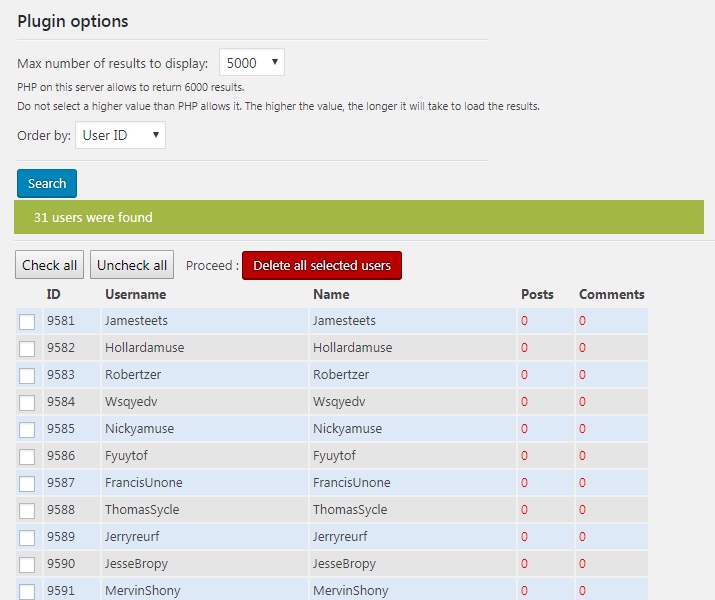 Plugin options
Max number of results to display: 5000
PHP on this server allows to return 6000 results.
Do not select a higher value than PHP allows it. The higher the value, the longer it will take to load the results.
Order by: User ID
Search
31 users were found
Check all Uncheck all Proceed : Delete all selected users
ID Username Name Posts Comments
9581 Jamesteets Jamesteets 0 0
9582 Hollardamuse Hollardamuse 0 0
9583 Robertzer Robertzer 0 0
9584 Wsqyedv Wsqyedv 0 0
9585 Nickyamuse Nickyamuse 0 0
9586 Fyuytof Fyuytof 0 0
9587 FrancisUnone FrancisUnone 0 0
9588 ThomasSycle ThomasSycle 0 0
9589 Jerryreurf Jerryreurf 0 0
9590 JesseBropy JesseBropy 0 0
9591 MervinShony MervinShony 0 0